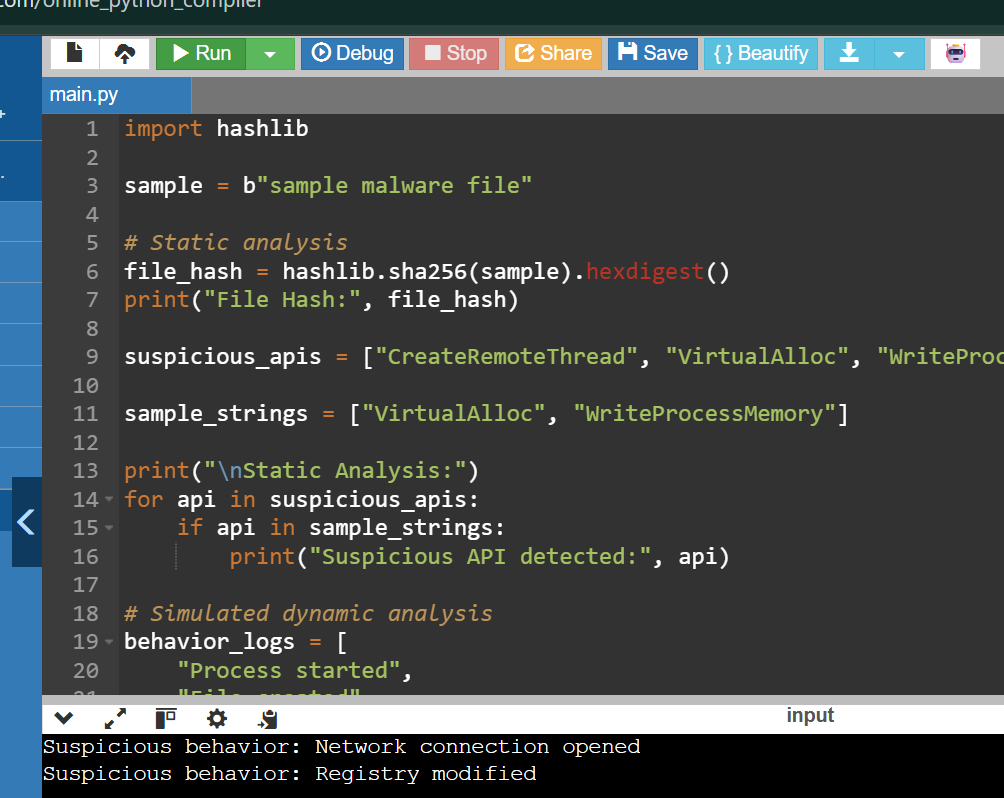 com/online_python_compiler
Run Debug Stop Share Save { } Beautify
main.py
1 import hashlib
2
3 sample = b"sample malware file"
4
5 # Static analysis
6 file_hash = hashlib.sha256(sample).hexdigest()
7 print("File Hash:", file_hash)
8
9 suspicious_apis = ["CreateRemoteThread", "VirtualAlloc", "WriteProc
10
11 sample_strings = ["VirtualAlloc", "WriteProcessMemory"]
12
13 print("\nStatic Analysis:")
14 for api in suspicious_apis:
15     if api in sample_strings:
16         print("Suspicious API detected:", api)
17
18 # Simulated dynamic analysis
19 behavior_logs = [
20     "Process started",
21     "File created"
input
Suspicious behavior: Network connection opened
Suspicious behavior: Registry modified